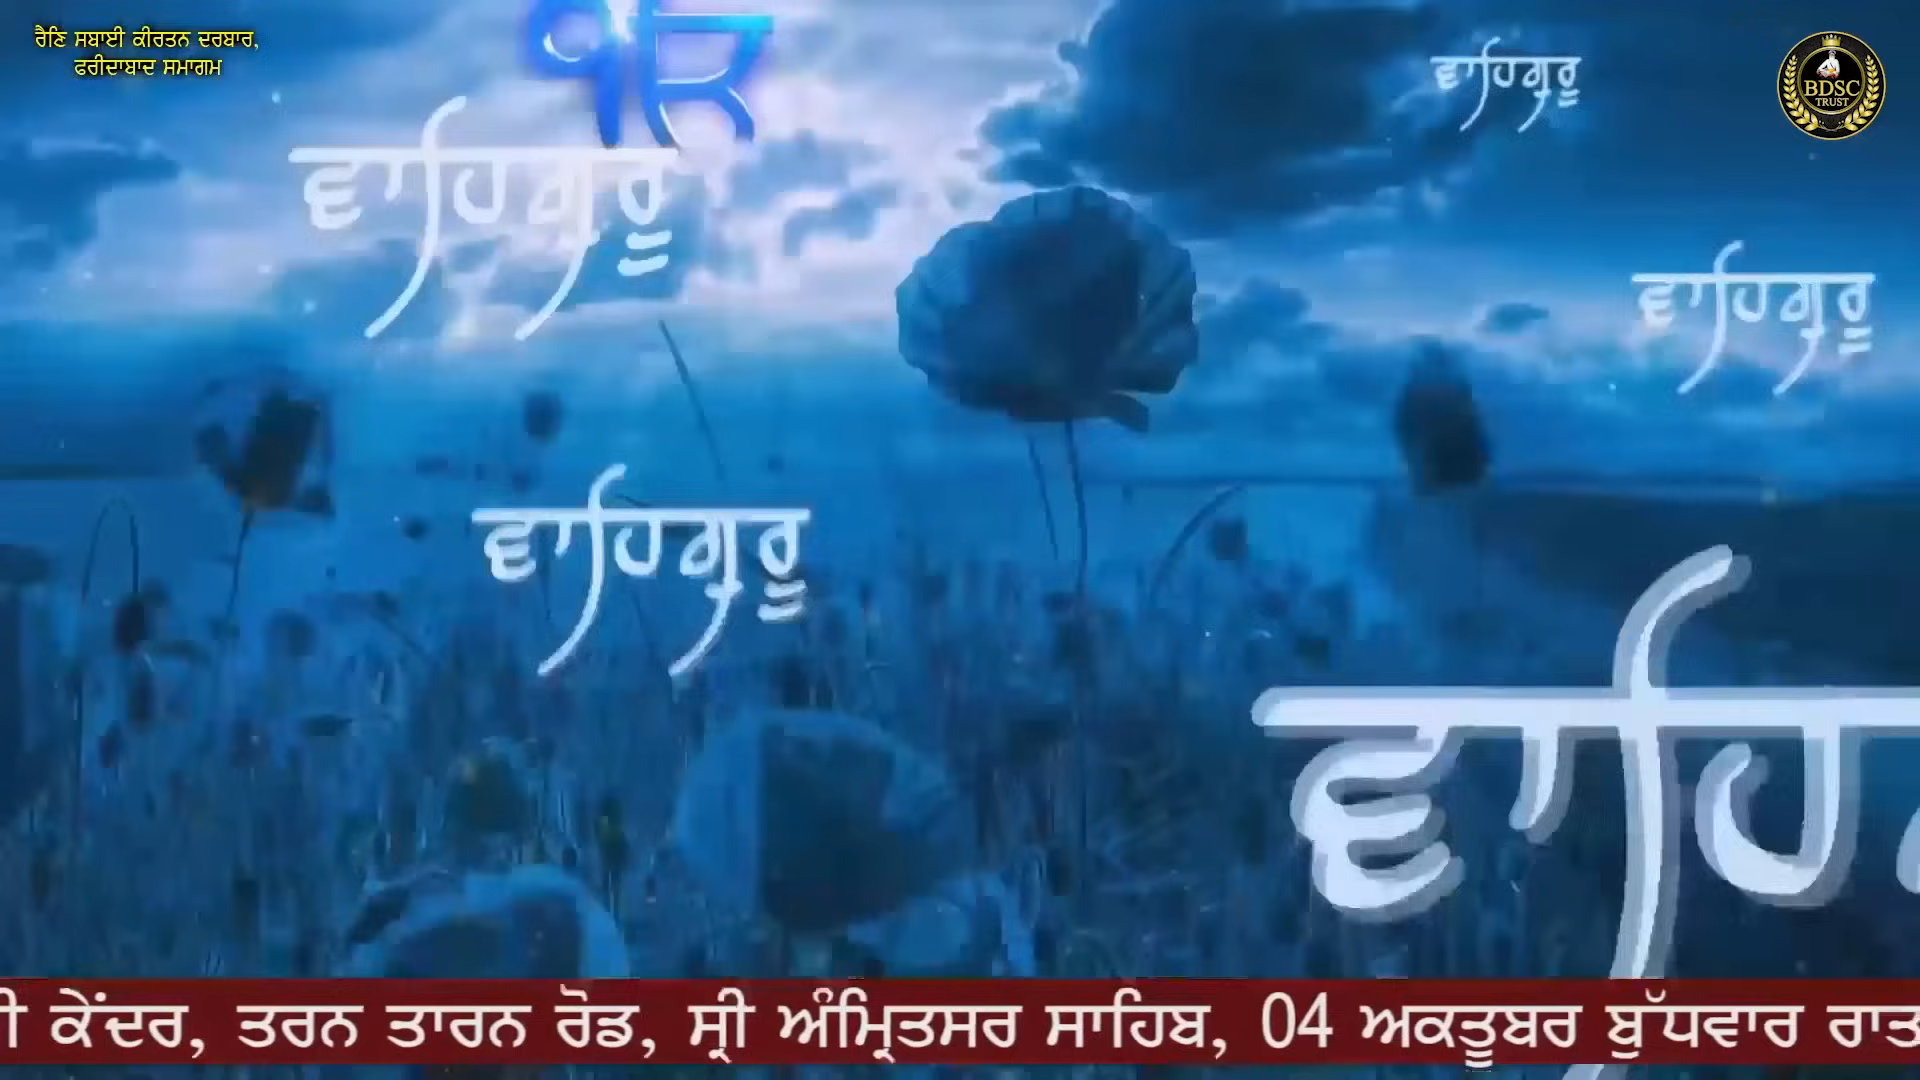 ਰੈਣਿ ਸਬਾਈ ਕੀਰਤਨ ਦਰਬਾਰ,
ਫਰੀਦਾਬਾਦ ਸਮਾਗਮ
BDSC
TRUST
ਵਾਹਿਗੁਰੂ
ਵਾਹਿਗੁਰੂ
ਵਾਹਿਗੁਰੂ
ਵਾਹਿਗੁਰੂ
ਵਾਹਿ
ਕੇਂਦਰ, ਤਰਨ ਤਾਰਨ ਰੋਡ, ਸ੍ਰੀ ਅੰਮ੍ਰਿਤਸਰ ਸਾਹਿਬ, 04 ਅਕਤੂਬਰ ਬੁੱਧਵਾਰ ਰਾਤ